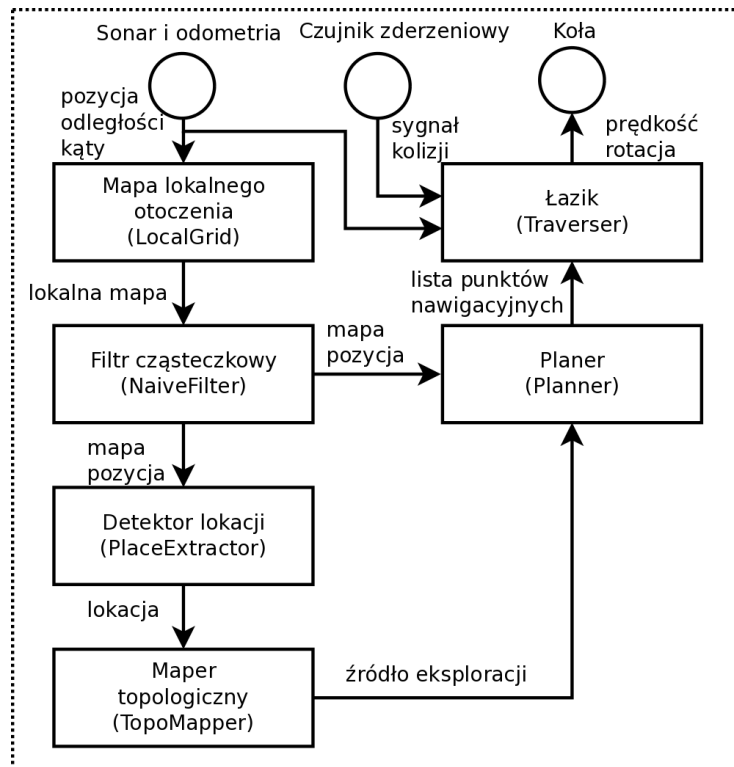 Sonar i odometria
Czujnik zderzeniowy
Koła
pozycja
odległości
kąty
sygnał
kolizji
prędkość
rotacja
Mapa lokalnego
otoczenia
(LocalGrid)
Łazik
(Traverser)
lokalna mapa
lista punktów
nawigacyjnych
Filtr cząsteczkowy
(NaiveFilter)
mapa
pozycja
Planer
(Planner)
mapa
pozycja
Detektor lokacji
(PlaceExtractor)
lokacja
Maper
topologiczny
(TopoMapper)
źródło eksploracji